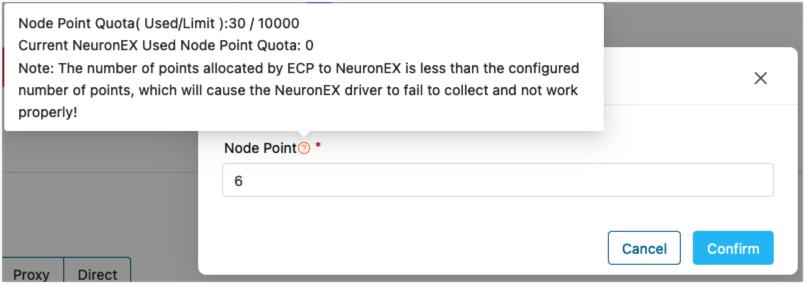 Node Point Quota( Used/Limit ):30 / 10000
Current NeuronEX Used Node Point Quota: 0
Note: The number of points allocated by ECP to NeuronEX is less than the configured
number of points, which will cause the NeuronEX driver to fail to collect and not work
properly!
Node Point? *
6
Cancel Confirm
Proxy Direct